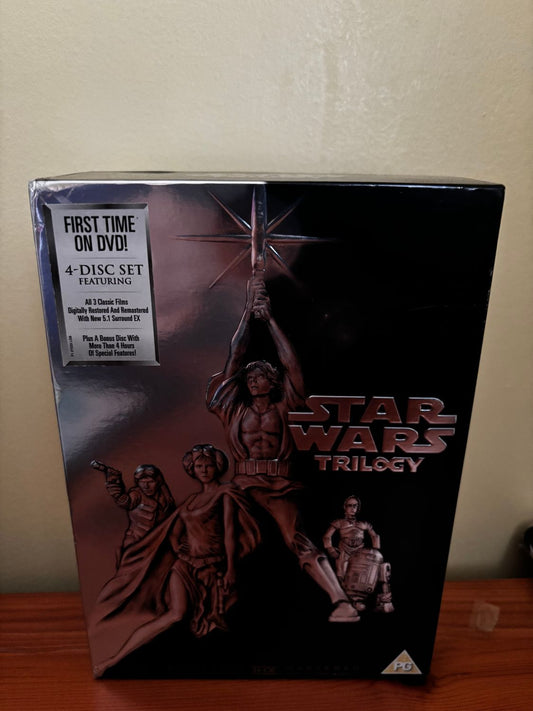 FIRST TIME
ON DVD!
4-DISC SET
FEATURING
All 3 Classic Films
Digitally Restored And Remastered
With New 5.1 Surround EX
Plus A Bonus Disc With
More Than 4 Hours
Of Special Features!
STAR
WARS
TRILOGY
THX
PG